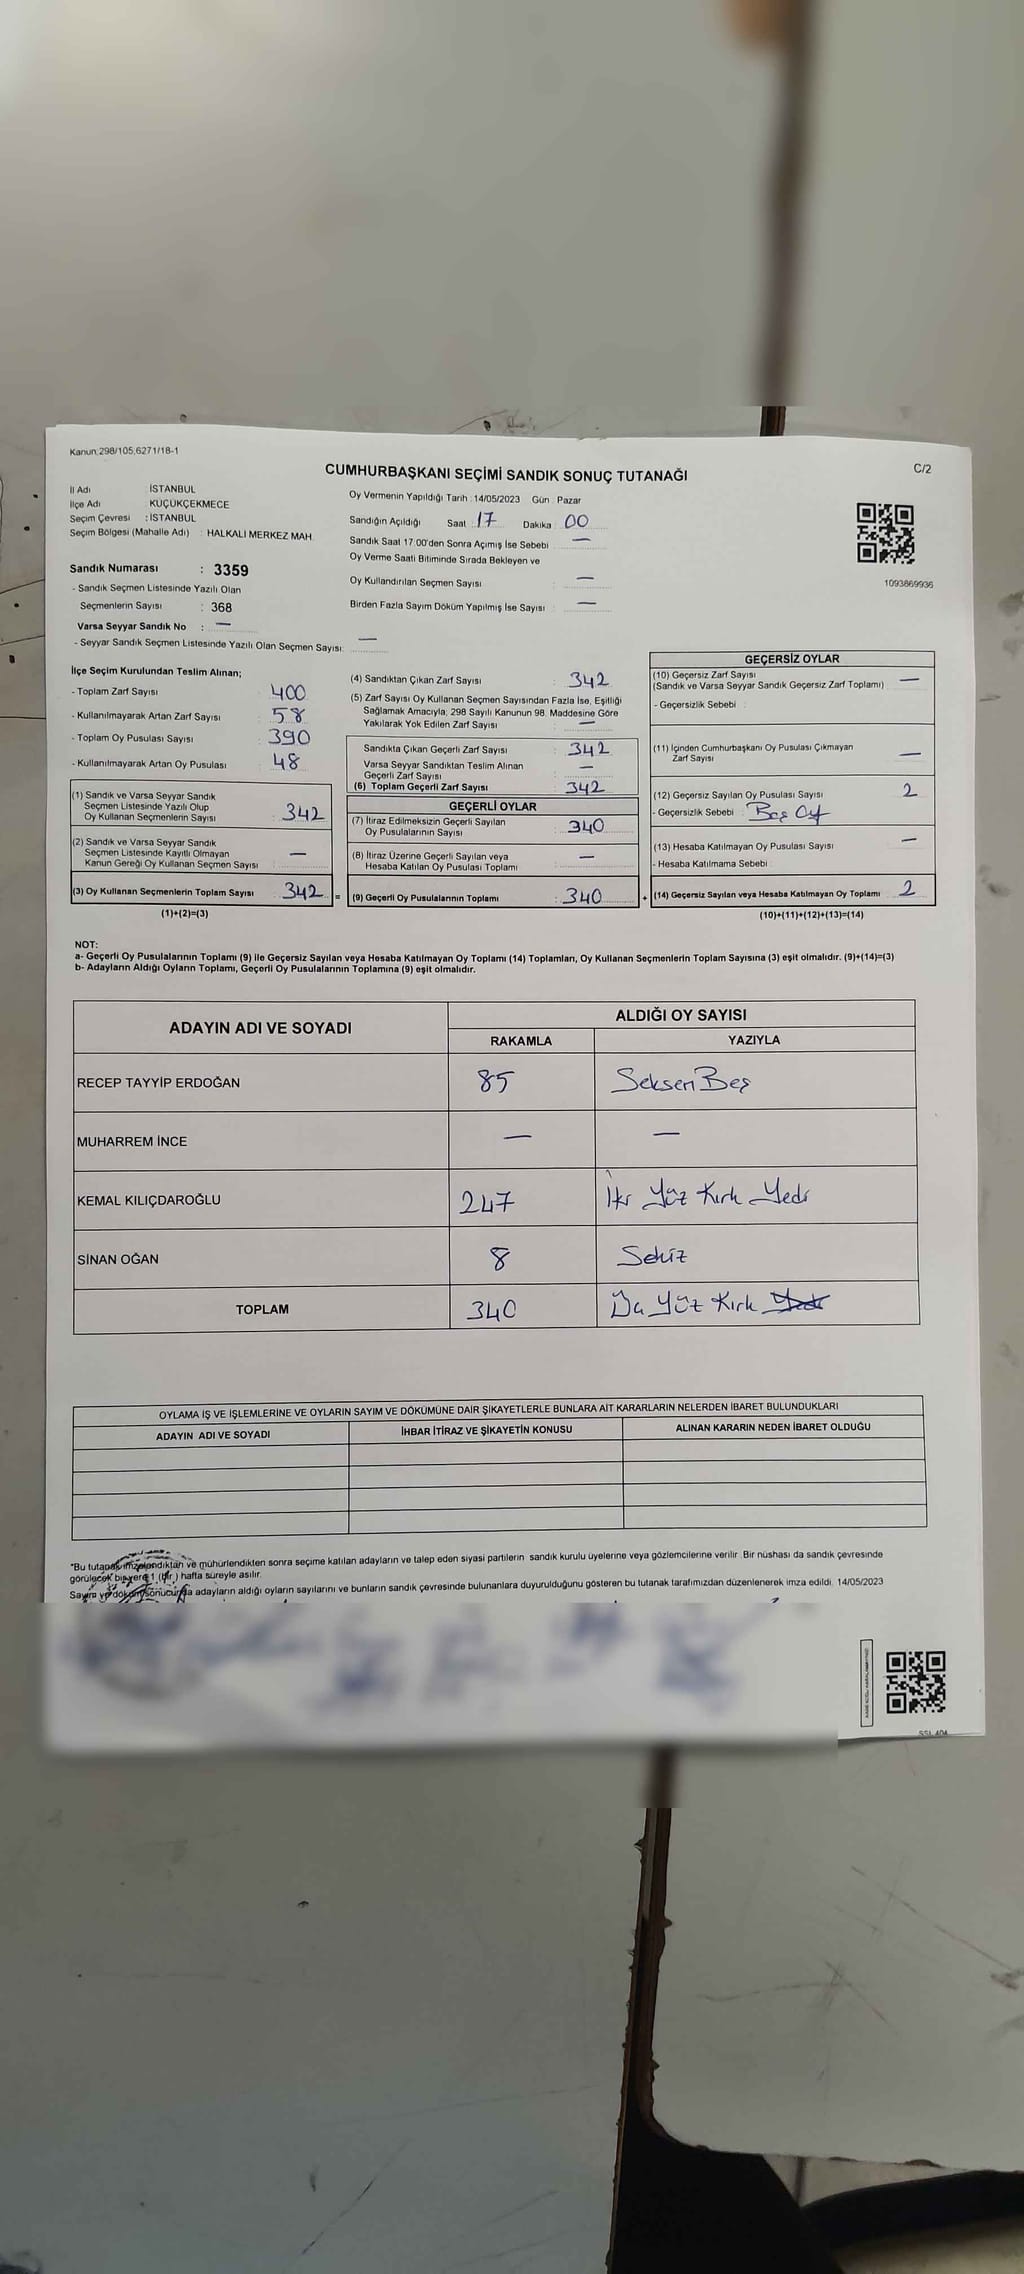 Kanun:298/105,6271/18-1
CUMHURBAŞKANI SEÇİMİ SANDIK SONUÇ TUTANAĞI
C/2
İl Adı İSTANBUL
İlçe Adı KÜÇÜKÇEKMECE
Seçim Çevresi : İSTANBUL
Seçim Bölgesi (Mahalle Adı) : HALKALI MERKEZ MAH.
Sandık Numarası : 3359
- Sandık Seçmen Listesinde Yazılı Olan
Seçmenlerin Sayısı : 368
Varsa Seyyar Sandık No : —
- Seyyar Sandık Seçmen Listesinde Yazılı Olan Seçmen Sayısı: —
Oy Vermenin Yapıldığı Tarih : 14/05/2023 Gün : Pazar
Sandığın Açıldığı Saat : 17 Dakika : 00
Sandık Saat 17:00'den Sonra Açımış İse Sebebi : —
Oy Verme Saati Bitiminde Sırada Bekleyen ve
Oy Kullandırılan Seçmen Sayısı : —
Birden Fazla Sayım Döküm Yapılmış İse Sayısı : —
1093869936
İlçe Seçim Kurulundan Teslim Alınan;
- Toplam Zarf Sayısı : 400
- Kullanılmayarak Artan Zarf Sayısı : 58
- Toplam Oy Pusulası Sayısı : 390
- Kullanılmayarak Artan Oy Pusulası : 48
(1) Sandık ve Varsa Seyyar Sandık
Seçmen Listesinde Yazılı Olup
Oy Kullanan Seçmenlerin Sayısı : 342
(2) Sandık ve Varsa Seyyar Sandık
Seçmen Listesinde Kayıtlı Olmayan
Kanun Gereği Oy Kullanan Seçmen Sayısı : —
(3) Oy Kullanan Seçmenlerin Toplam Sayısı : 342 =
(1)+(2)=(3)
(4) Sandıktan Çıkan Zarf Sayısı : 342
(5) Zarf Sayısı Oy Kullanan Seçmen Sayısından Fazla İse, Eşitliği
Sağlamak Amacıyla, 298 Sayılı Kanunun 98. Maddesine Göre
Yakılarak Yok Edilen Zarf Sayısı : —
Sandıkta Çıkan Geçerli Zarf Sayısı : 342
Varsa Seyyar Sandıktan Teslim Alınan
Geçerli Zarf Sayısı : —
(6) Toplam Geçerli Zarf Sayısı : 342
GEÇERLİ OYLAR
(7) İtiraz Edilmeksizin Geçerli Sayılan
Oy Pusulalarının Sayısı : 340
(8) İtiraz Üzerine Geçerli Sayılan veya
Hesaba Katılan Oy Pusulası Toplamı : —
(9) Geçerli Oy Pusulalarının Toplamı : 340 +
GEÇERSİZ OYLAR
(10) Geçersiz Zarf Sayısı : —
(Sandık ve Varsa Seyyar Sandık Geçersiz Zarf Toplamı)
- Geçersizlik Sebebi :
(11) İçinden Cumhurbaşkanı Oy Pusulası Çıkmayan
Zarf Sayısı : —
(12) Geçersiz Sayılan Oy Pusulası Sayısı : 2
- Geçersizlik Sebebi : Boş Oy
(13) Hesaba Katılmayan Oy Pusulası Sayısı : —
- Hesaba Katılmama Sebebi :
(14) Geçersiz Sayılan veya Hesaba Katılmayan Oy Toplamı : 2
(10)+(11)+(12)+(13)=(14)
NOT:
a- Geçerli Oy Pusulalarının Toplamı (9) ile Geçersiz Sayılan veya Hesaba Katılmayan Oy Toplamı (14) Toplamları, Oy Kullanan Seçmenlerin Toplam Sayısına (3) eşit olmalıdır. (9)+(14)=(3)
b- Adayların Aldığı Oyların Toplamı, Geçerli Oy Pusulalarının Toplamına (9) eşit olmalıdır.
ADAYIN ADI VE SOYADI
ALDIĞI OY SAYISI
RAKAMLA YAZIYLA
RECEP TAYYİP ERDOĞAN 85 Seksen Beş
MUHARREM İNCE — —
KEMAL KILIÇDAROĞLU 247 İki Yüz Kırk Yedi
SİNAN OĞAN 8 Sekiz
TOPLAM 340 Üç Yüz Kırk
OYLAMA İŞ VE İŞLEMLERİNE VE OYLARIN SAYIM VE DÖKÜMÜNE DAİR ŞİKAYETLERLE BUNLARA AİT KARARLARIN NELERDEN İBARET BULUNDUKLARI
ADAYIN ADI VE SOYADI İHBAR İTİRAZ VE ŞİKAYETİN KONUSU ALINAN KARARIN NEDEN İBARET OLDUĞU
*Bu tutanak imzalandıktan ve mühürlendikten sonra seçime katılan adayların ve talep eden siyasi partilerin sandık kurulu üyelerine veya gözlemcilerine verilir. Bir nüshası da sandık çevresinde
görülecek bir yere 1 (bir) hafta süreyle asılır.
Sayım ve döküm sonucunda adayların aldığı oyların sayılarını ve bunların sandık çevresinde bulunanlara duyurulduğunu gösteren bu tutanak tarafımızdan düzenlenerek imza edildi. 14/05/2023